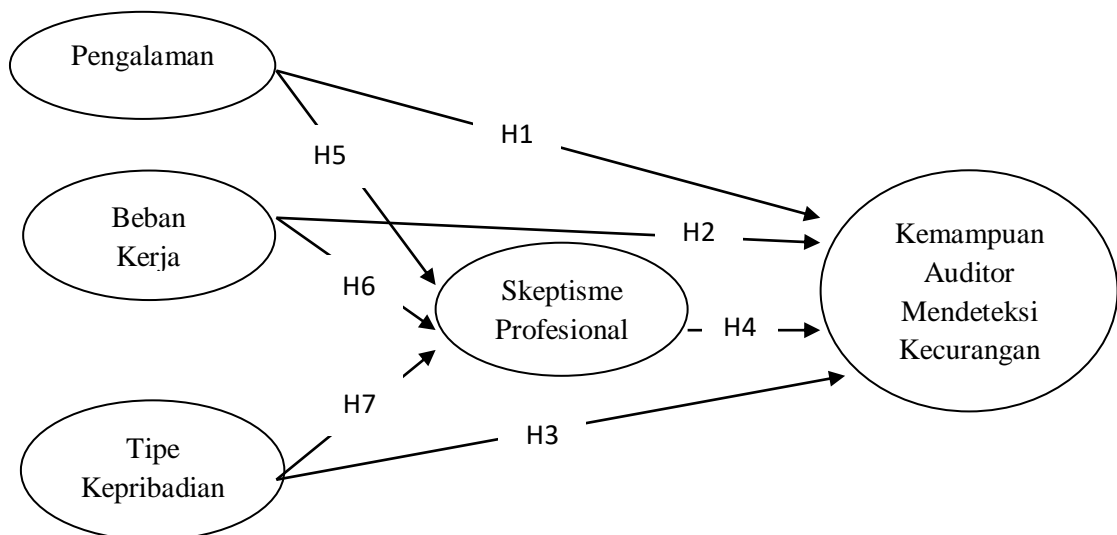 Pengalaman
H1
H5
Beban
Kerja
H2
Kemampuan
Auditor
Mendeteksi
Kecurangan
H6
Skeptisme
Profesional
H4
H7
H3
Tipe
Kepribadian